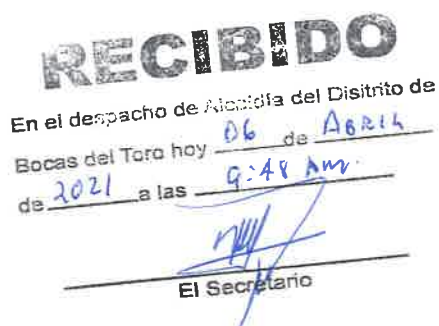 RECIBIDO
En el despacho de Alcaldía del Disitrito de
Bocas del Toro hoy 06 de ABRIL
de 2021 a las 9:48 Am.
El Secretario